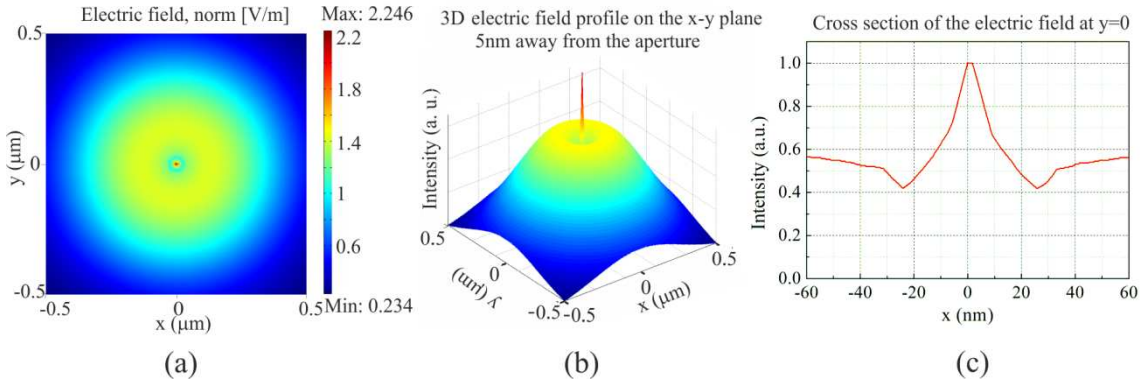 Electric field, norm [V/m]
Max: 2.246
0.5
0
-0.5
y (μm)
-0.5
0
0.5
x (μm)
2.2
1.8
1.4
1
0.6
Min: 0.234
(a)
3D electric field profile on the x-y plane
5nm away from the aperture
Intensity (a. u.)
0.5
0
-0.5
y (μm)
-0.5
0
0.5
x (μm)
(b)
Cross section of the electric field at y=0
Intensity (a.u.)
1.0
0.8
0.6
0.4
0.2
0.0
-60
-40
-20
0
20
40
60
x (nm)
(c)